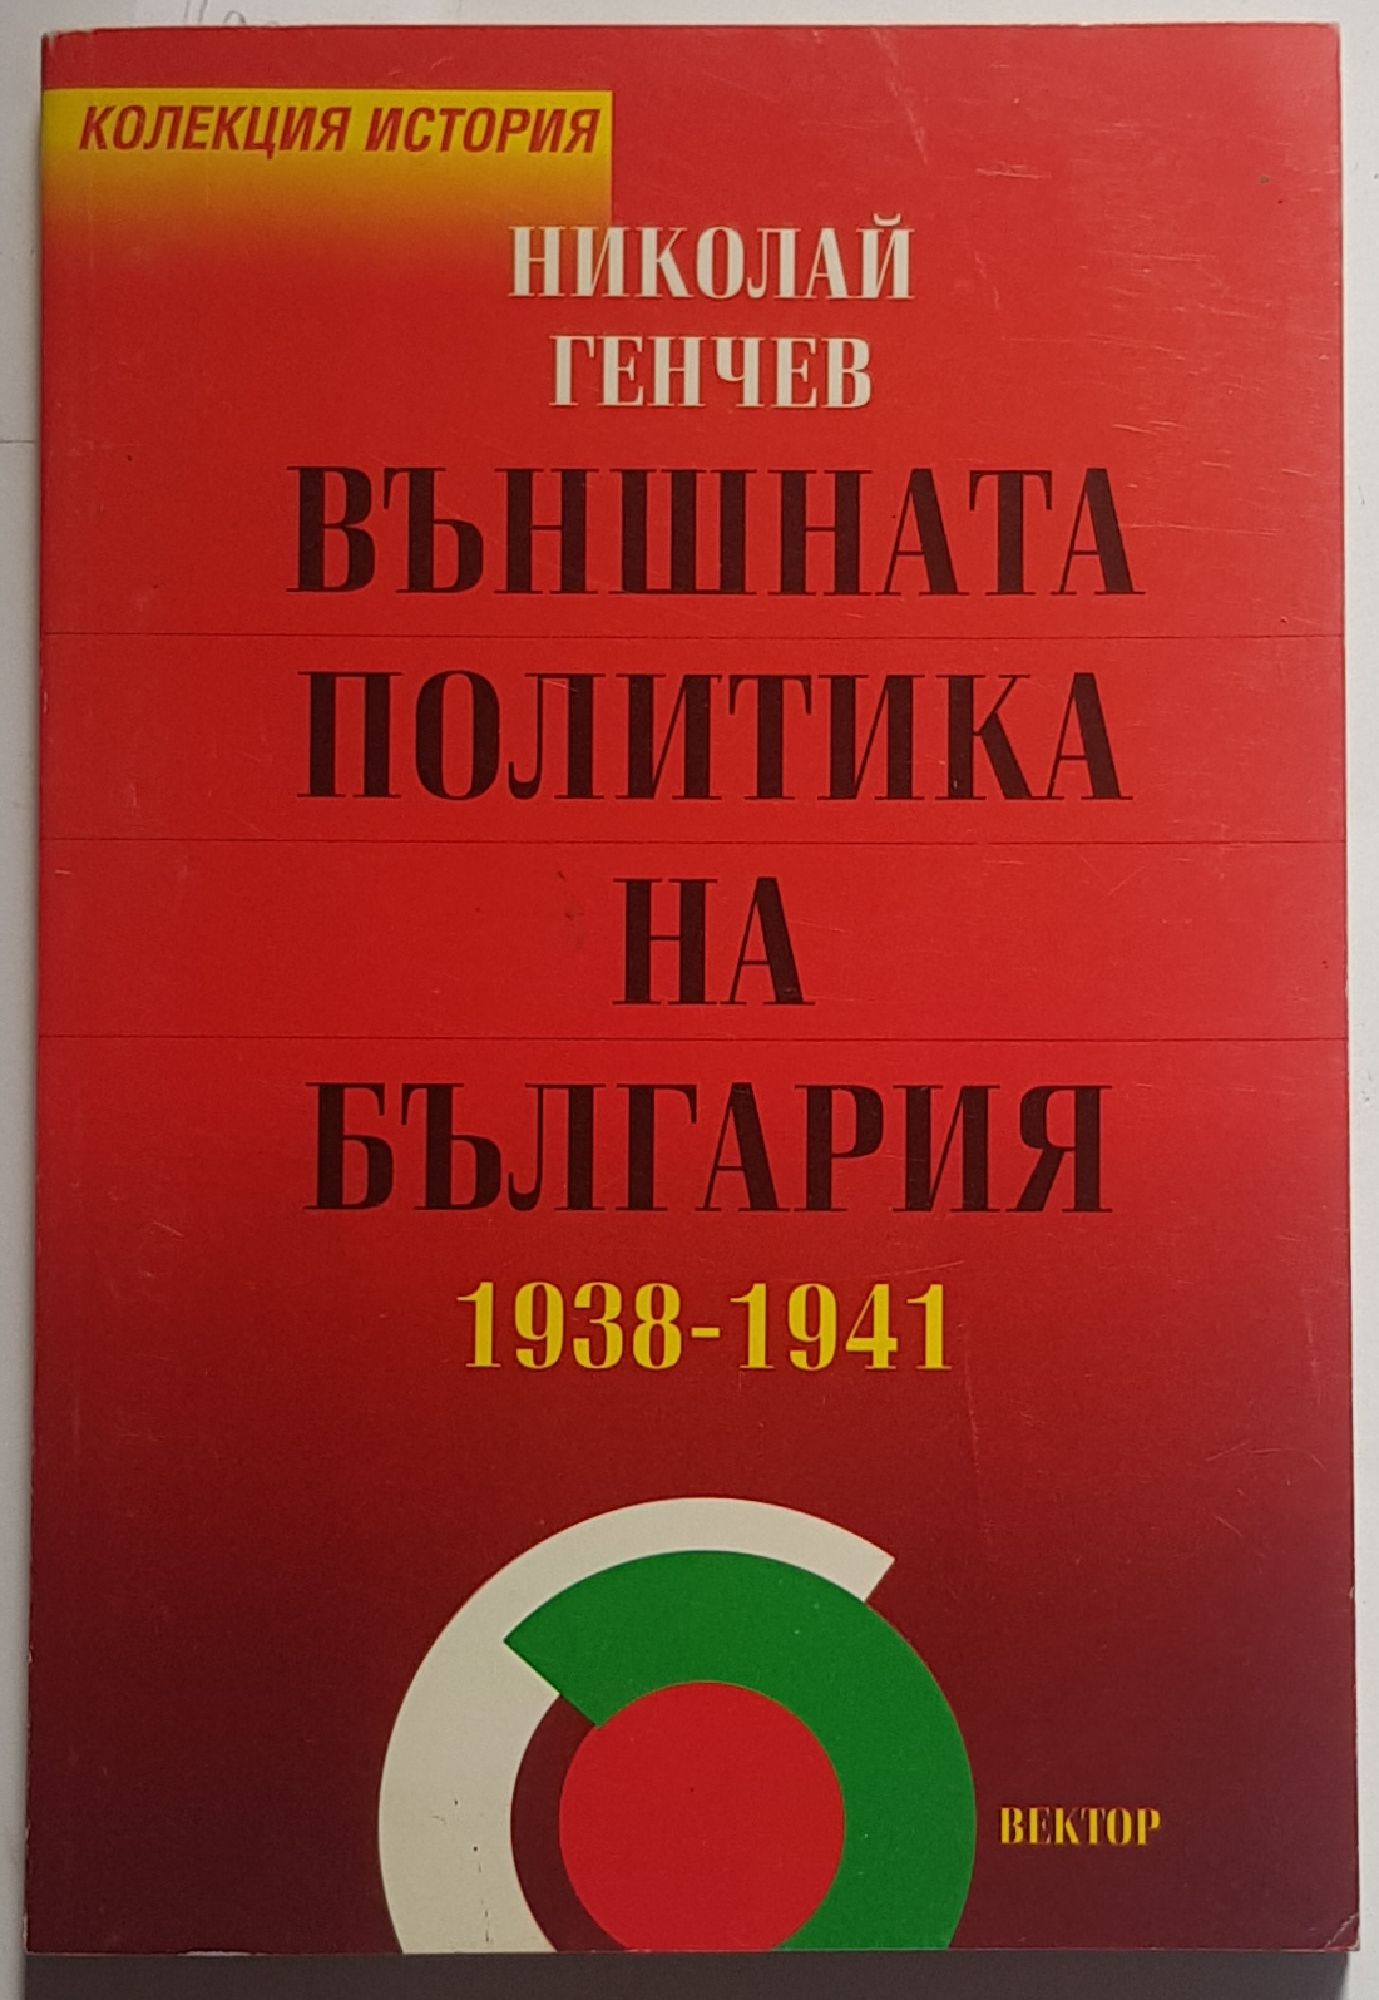 КОЛЕКЦИЯ ИСТОРИЯ
НИКОЛАЙ
ГЕНЧЕВ
ВЪНШНАТА
ПОЛИТИКА
НА
БЪЛГАРИЯ
1938-1941
ВЕКТОР